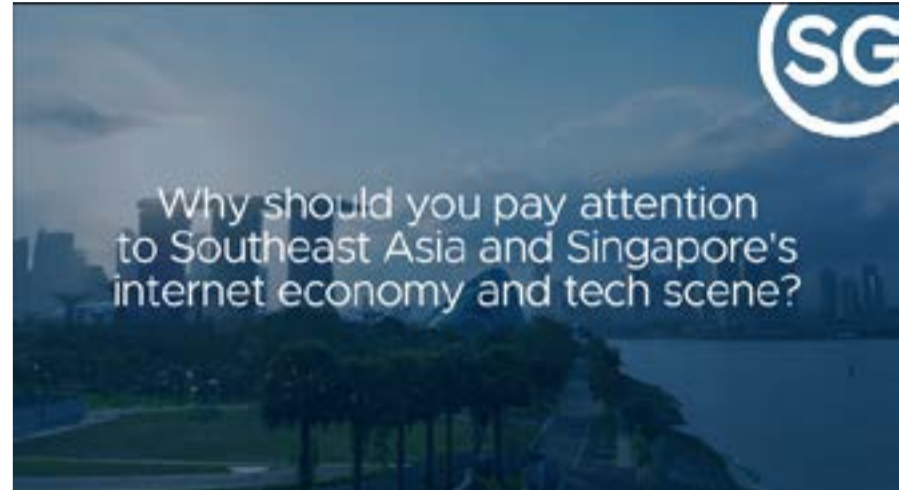 SG
Why should you pay attention
to Southeast Asia and Singapore's
internet economy and tech scene?